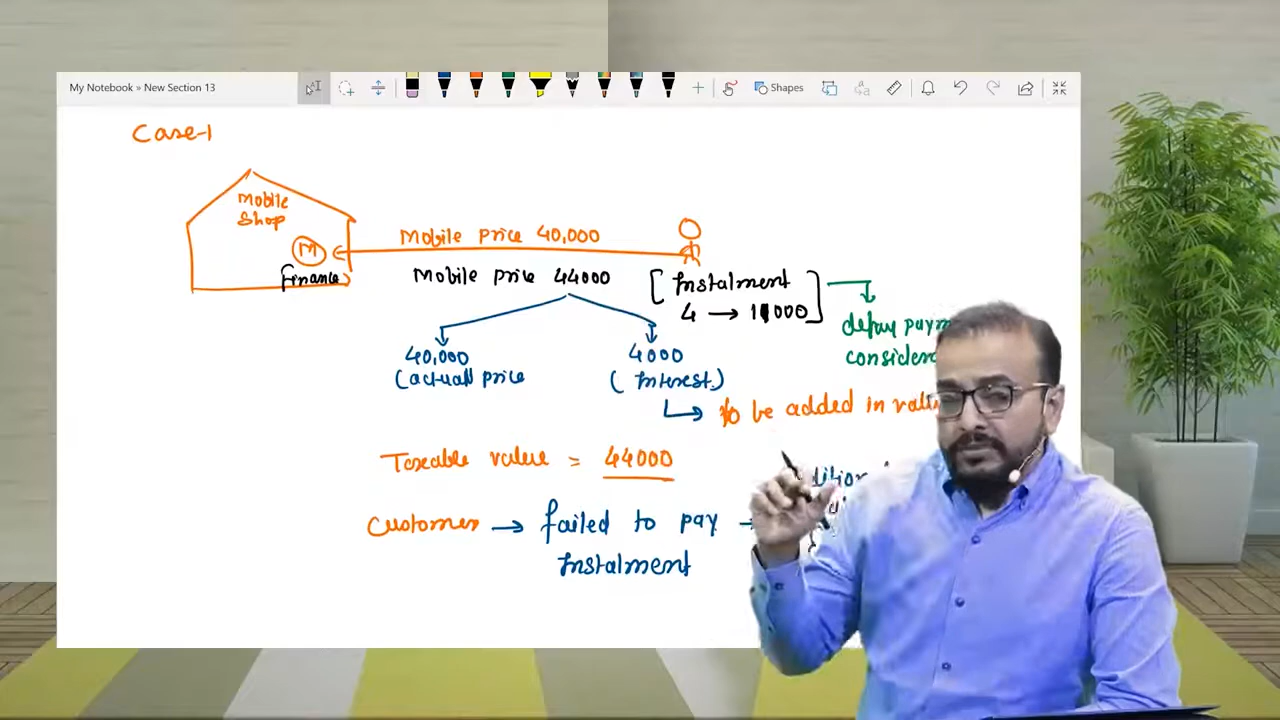 My Notebook » New Section 13
Shapes
Case-1
Mobile
Shop
M
Finance
Mobile price 40,000
Mobile price 44000
[ Instalment
4 → 11000 ]
delay
consider
40,000
(actual price
4000
(Interest)
to be added in
Taxable value = 44000
Customer → failed to pay →
Instalment